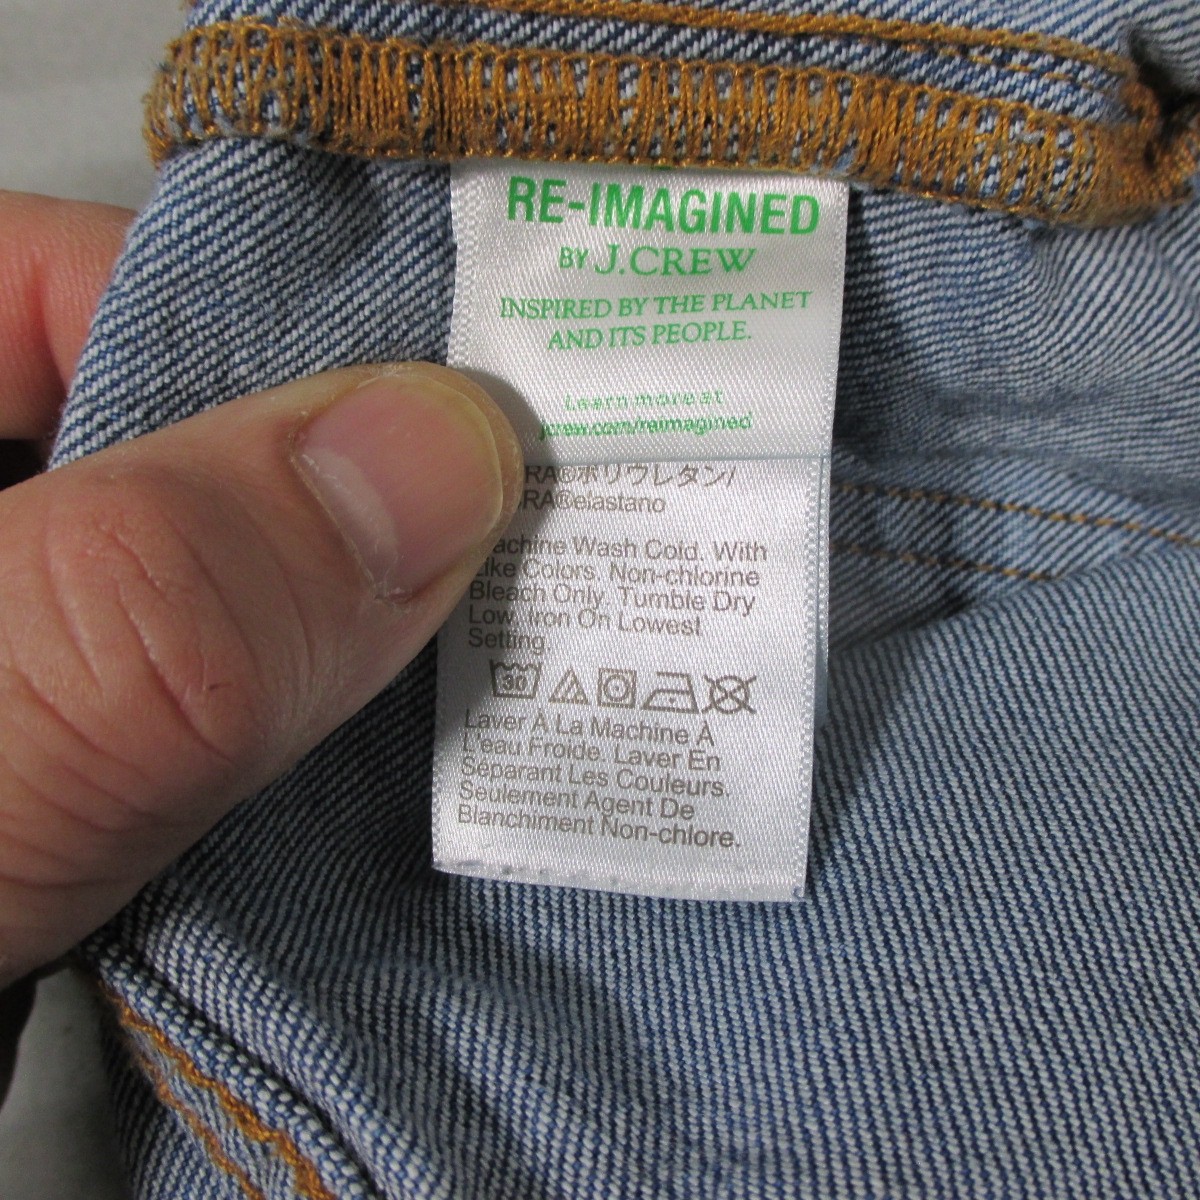 RE-IMAGINED
BY J.CREW
INSPIRED BY THE PLANET
AND ITS PEOPLE.
Learn more at
jcrew.com/reimagined
RA®ポリウレタン/
RA®elastano
achine Wash Cold. With
Like Colors. Non-chlorine
Bleach Only. Tumble Dry
Low. Iron On Lowest
Setting.
30
Laver À La Machine À
L'eau Froide. Laver En
Séparant Les Couleurs.
Seulement Agent De
Blanchiment Non-chlore.